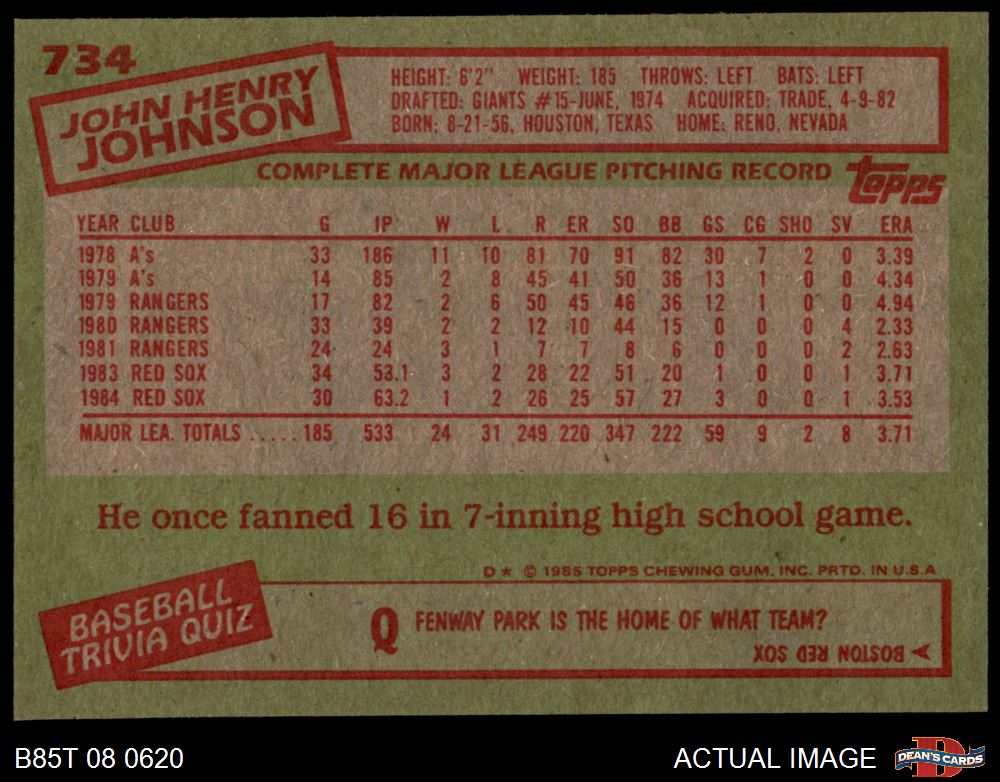 734
JOHN HENRY
JOHNSON
HEIGHT: 6'2" WEIGHT: 185 THROWS: LEFT BATS: LEFT
DRAFTED: GIANTS #15-JUNE, 1974 ACQUIRED: TRADE, 4-9-82
BORN: 8-21-56, HOUSTON, TEXAS HOME: RENO, NEVADA
COMPLETE MAJOR LEAGUE PITCHING RECORD
Topps
YEAR CLUB G IP W L R ER SO BB GS CG SHO SV ERA
1978 A's 33 186 11 10 81 70 91 82 30 7 2 0 3.39
1979 A's 14 85 2 8 45 41 50 36 13 1 0 0 4.34
1979 RANGERS 17 82 2 6 50 45 46 36 12 1 0 0 4.94
1980 RANGERS 33 39 2 2 12 10 44 15 0 0 0 4 2.33
1981 RANGERS 24 24 3 1 7 7 8 6 0 0 0 2 2.63
1983 RED SOX 34 53.1 3 2 28 22 51 20 1 0 0 1 3.71
1984 RED SOX 30 63.2 1 2 26 25 57 27 3 0 0 1 3.53
MAJOR LEA. TOTALS ..... 185 533 24 31 249 220 347 222 59 9 2 8 3.71
He once fanned 16 in 7-inning high school game.
D* © 1985 TOPPS CHEWING GUM, INC. PRTD. IN U.S.A
BASEBALL
TRIVIA QUIZ
Q FENWAY PARK IS THE HOME OF WHAT TEAM?
A BOSTON RED SOX
B85T 08 0620
ACTUAL IMAGE
D
DEAN'S CARDS